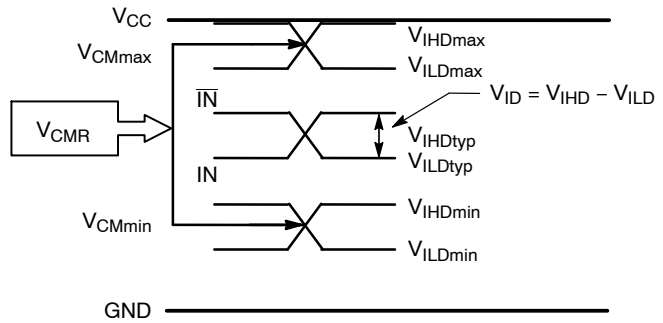 VCC
VIHDmax
VCMmax
VILDmax
IN
VID = VIHD – VILD
VCMR
VIHDtyp
VILDtyp
IN
VIHDmin
VCMmin
VILDmin
GND